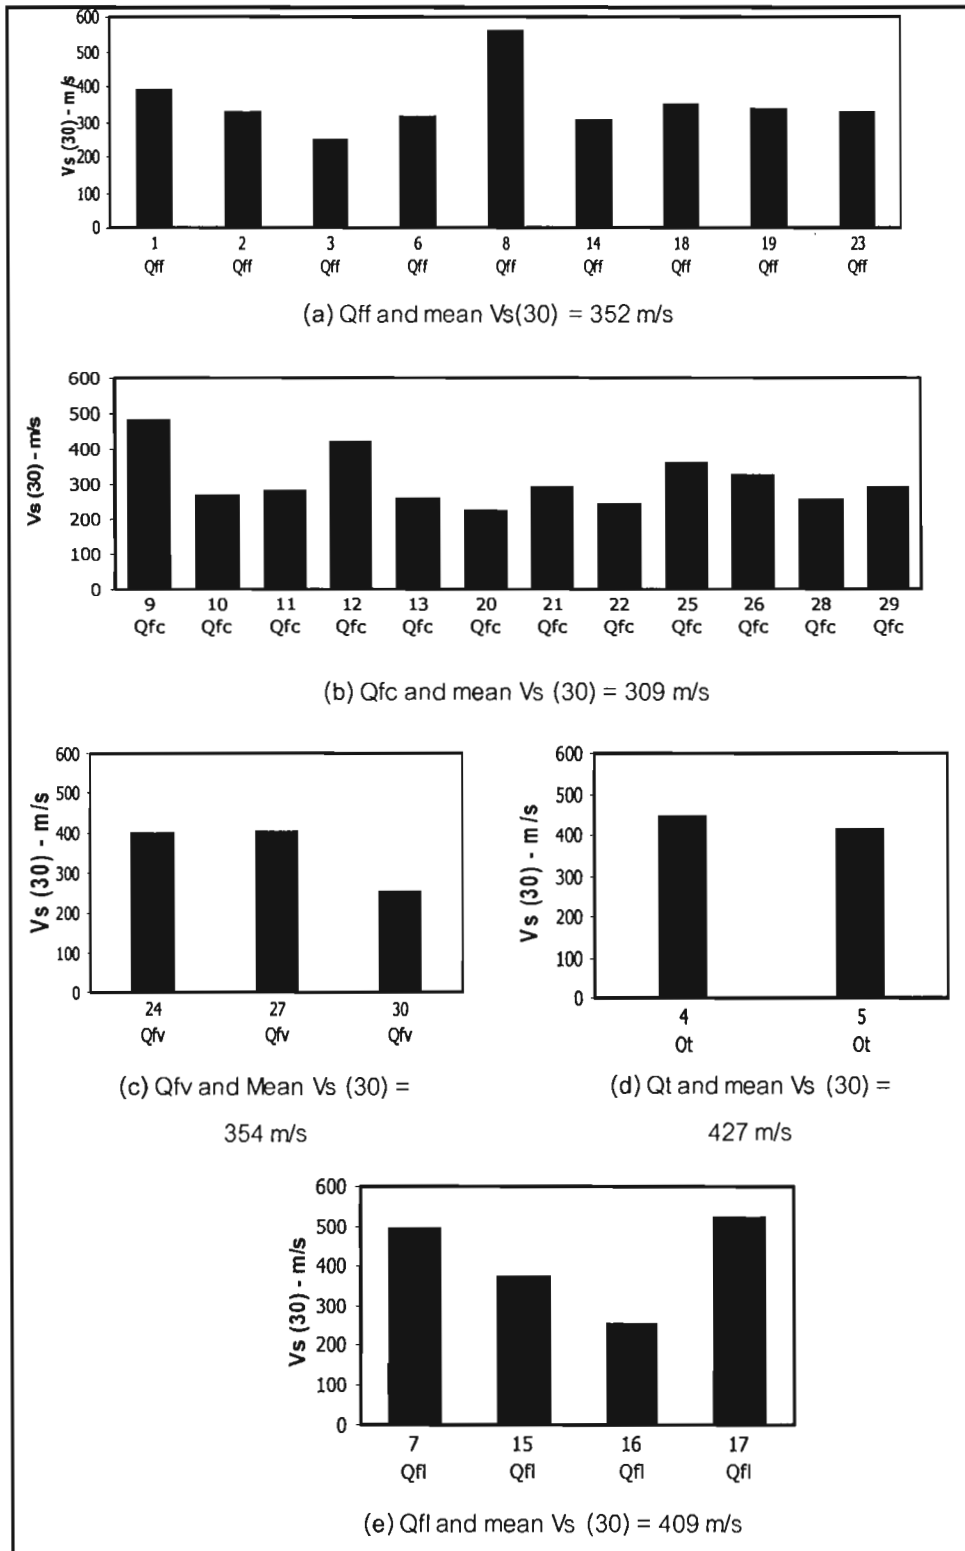 Vs (30) - m/s
600
500
400
300
200
100
0
1 2 3 6 8 14 18 19 23
Qff Qff Qff Qff Qff Qff Qff Qff Qff
(a) Qff and mean Vs(30) = 352 m/s
Vs (30) - m/s
600
500
400
300
200
100
0
9 10 11 12 13 20 21 22 25 26 28 29
Qfc Qfc Qfc Qfc Qfc Qfc Qfc Qfc Qfc Qfc Qfc Qfc
(b) Qfc and mean Vs (30) = 309 m/s
Vs (30) - m/s
600
500
400
300
200
100
0
24 27 30
Qfv Qfv Qfv
(c) Qfv and Mean Vs (30) =
354 m/s
Vs (30) - m/s
600
500
400
300
200
100
0
4 5
Ot Ot
(d) Qt and mean Vs (30) =
427 m/s
Vs (30) - m/s
600
500
400
300
200
100
0
7 15 16 17
Qfl Qfl Qfl Qfl
(e) Qfl and mean Vs (30) = 409 m/s